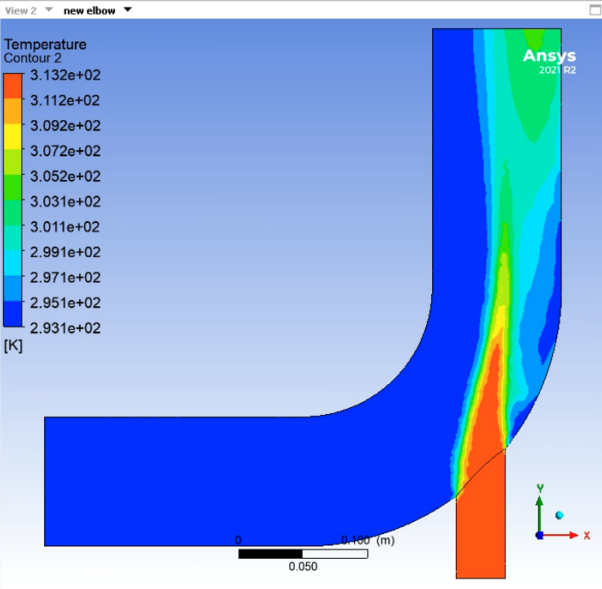 View 2 new elbow
Temperature
Contour 2
3.132e+02
3.112e+02
3.092e+02
3.072e+02
3.052e+02
3.031e+02
3.011e+02
2.991e+02
2.971e+02
2.951e+02
2.931e+02
[K]
Ansys
2021 R2
Y
X
0 0.100 (m)
0.050